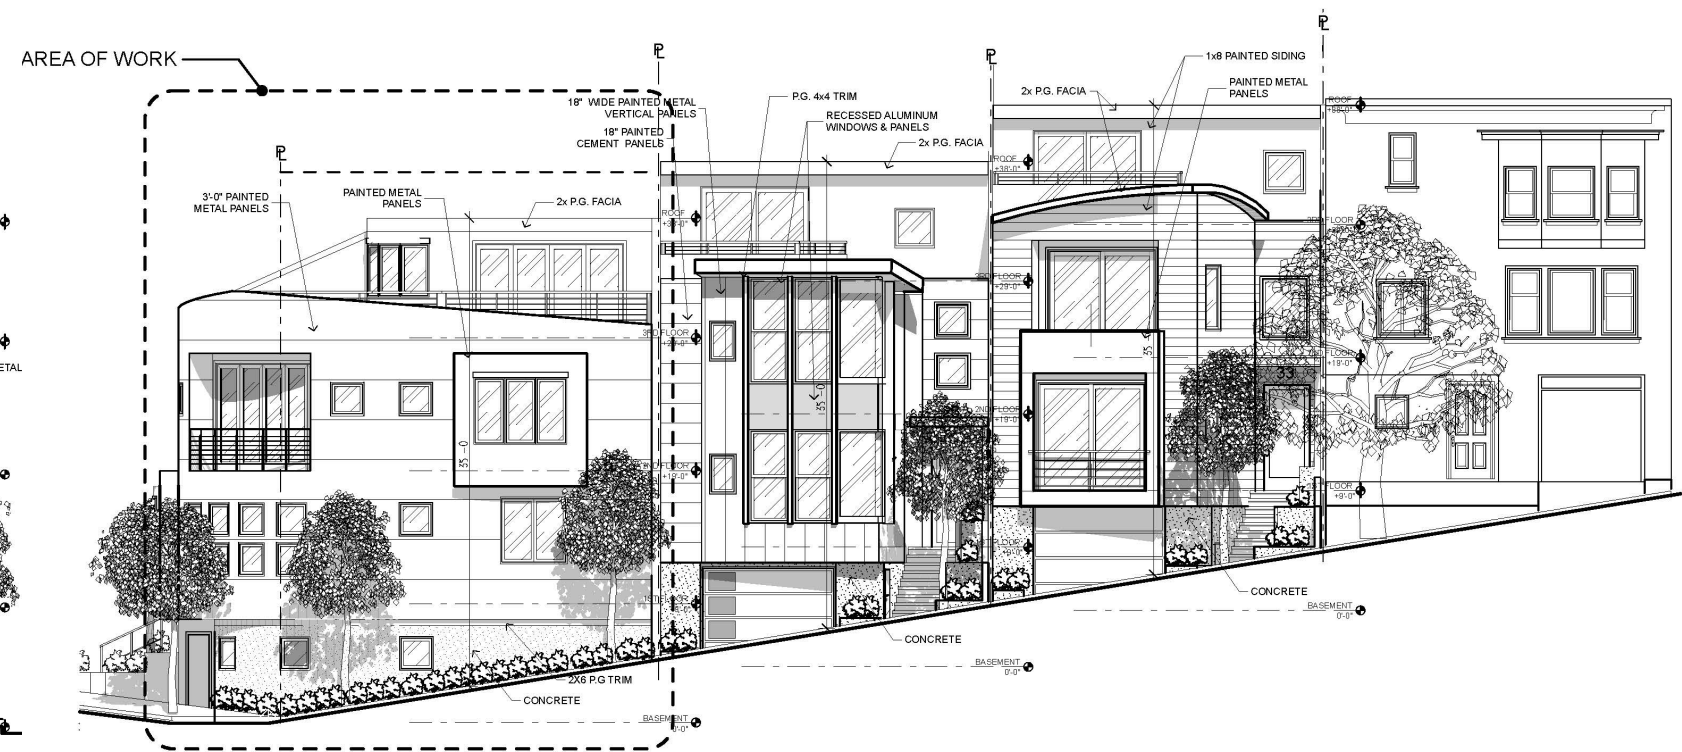 AREA OF WORK
PL
PL
PL
PL
1x8 PAINTED SIDING
PAINTED METAL
PANELS
2x P.G. FACIA
18" WIDE PAINTED METAL
VERTICAL PANELS
18" PAINTED
CEMENT PANELS
P.G. 4x4 TRIM
RECESSED ALUMINUM
WINDOWS & PANELS
2x P.G. FACIA
3'-0" PAINTED
METAL PANELS
PAINTED METAL
PANELS
2x P.G. FACIA
ROOF
ROOF
+38'-0"
ROOF
3RD FLOOR
3RD FLOOR
+29'-0"
3RD FLOOR
2ND FLOOR
+19'-0"
+19'-0"
2ND FLOOR
+19'-0"
FLOOR
+9'-0"
ETAL
35'-0
35'-0
35
33
CONCRETE
CONCRETE
2X6 P.G TRIM
CONCRETE
BASEMENT
0'-0"
BASEMENT
0'-0"
BASEMENT
0'-0"